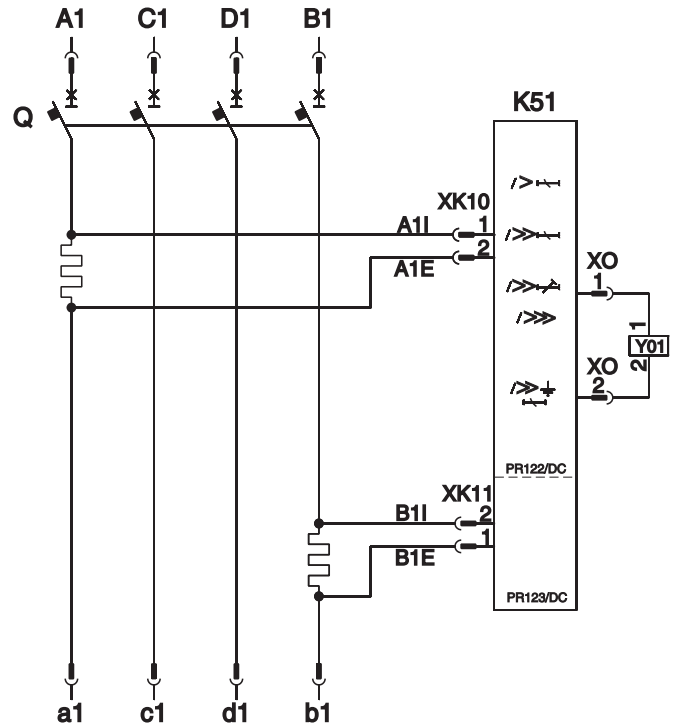 A1 C1 D1 B1
Q
K51
XK10
A1I 1
A1E 2
XO
1
1
Y01
2
XO
2
PR122/DC
XK11
B1I 2
B1E 1
PR123/DC
a1 c1 d1 b1